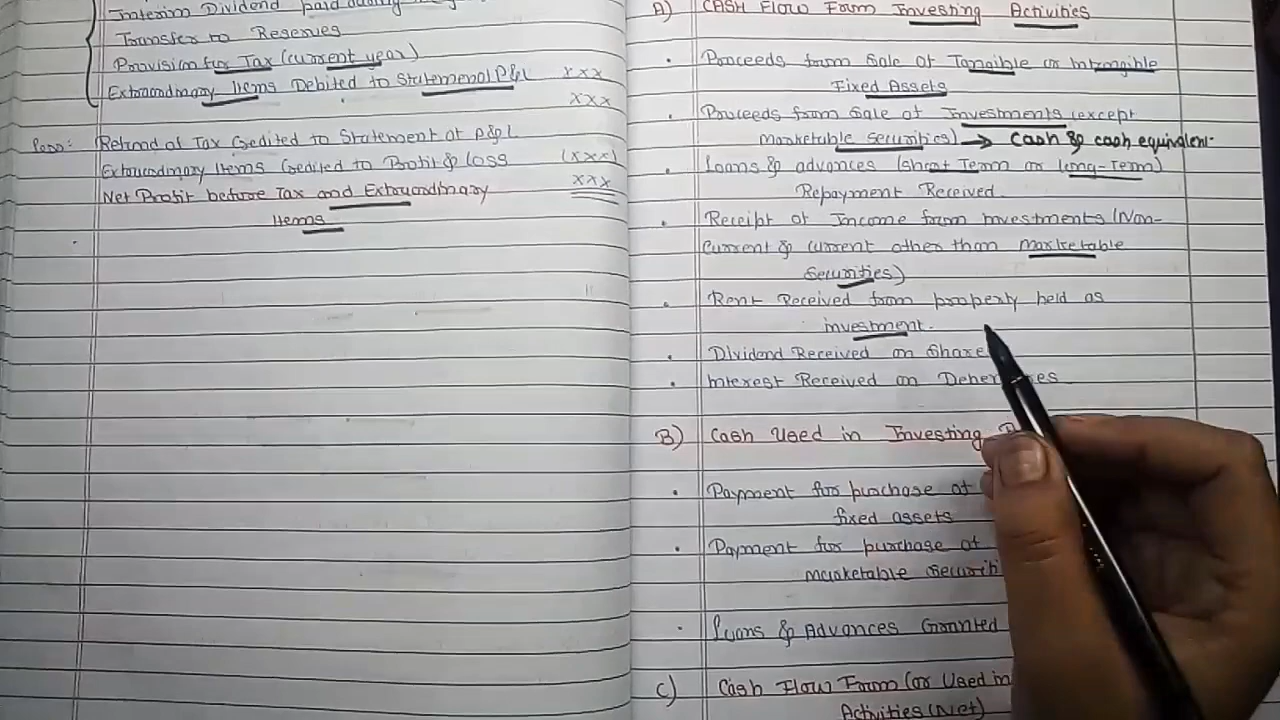 Interim Dividend paid during
Transfer to Reserves
Provision for Tax (current year)
Extraordinary Items Debited to Statement P&L xxx
xxx
Less: Refund of Tax Credited to Statement of P&L
Extraordinary Items Credited to Profit & Loss (xxx)
Net Profit before Tax and Extraordinary xxx
Items
A) CASH Flow From Investing Activities
• Proceeds from Sale of Tangible or Intangible
Fixed Assets
• Proceeds from Sale of Investments (except
marketable securities) → Cash & cash equivalent.
• Loans & advances (Short Term or Long-Term)
Repayment Received.
• Receipt of Income from Investments (Non-
Current & current other than Marketable
Securities)
• Rent Received from property held as
investment.
• Dividend Received on Share
• Interest Received on Deben res
B) Cash Used in Investing
• Payment for purchase of
fixed assets
• Payment for purchase of
marketable securiti
• Loans & Advances Granted
C) Cash Flow From (or Used in
Activities (Net)